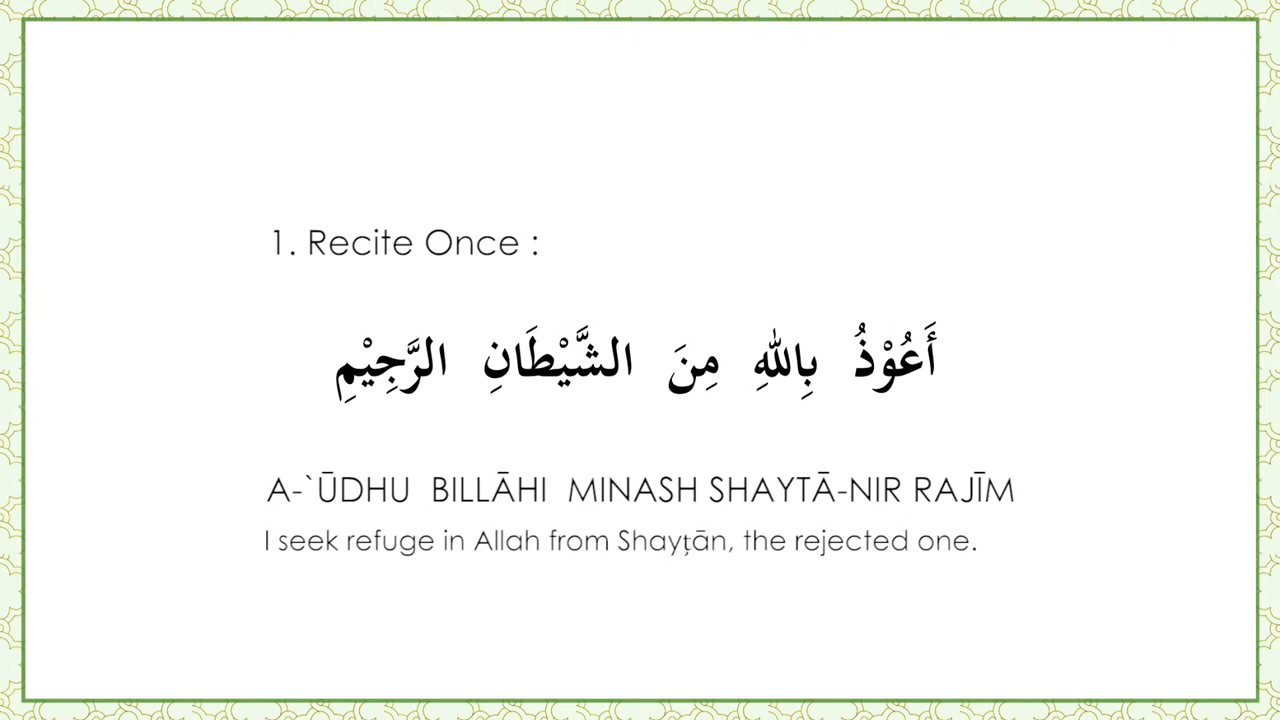 1. Recite Once :
أَعُوْذُ بِاللهِ مِنَ الشَّيْطَانِ الرَّجِيْمِ
A-`ŪDHU BILLĀHI MINASH SHAYTĀ-NIR RAJĪM
I seek refuge in Allah from Shayṭān, the rejected one.